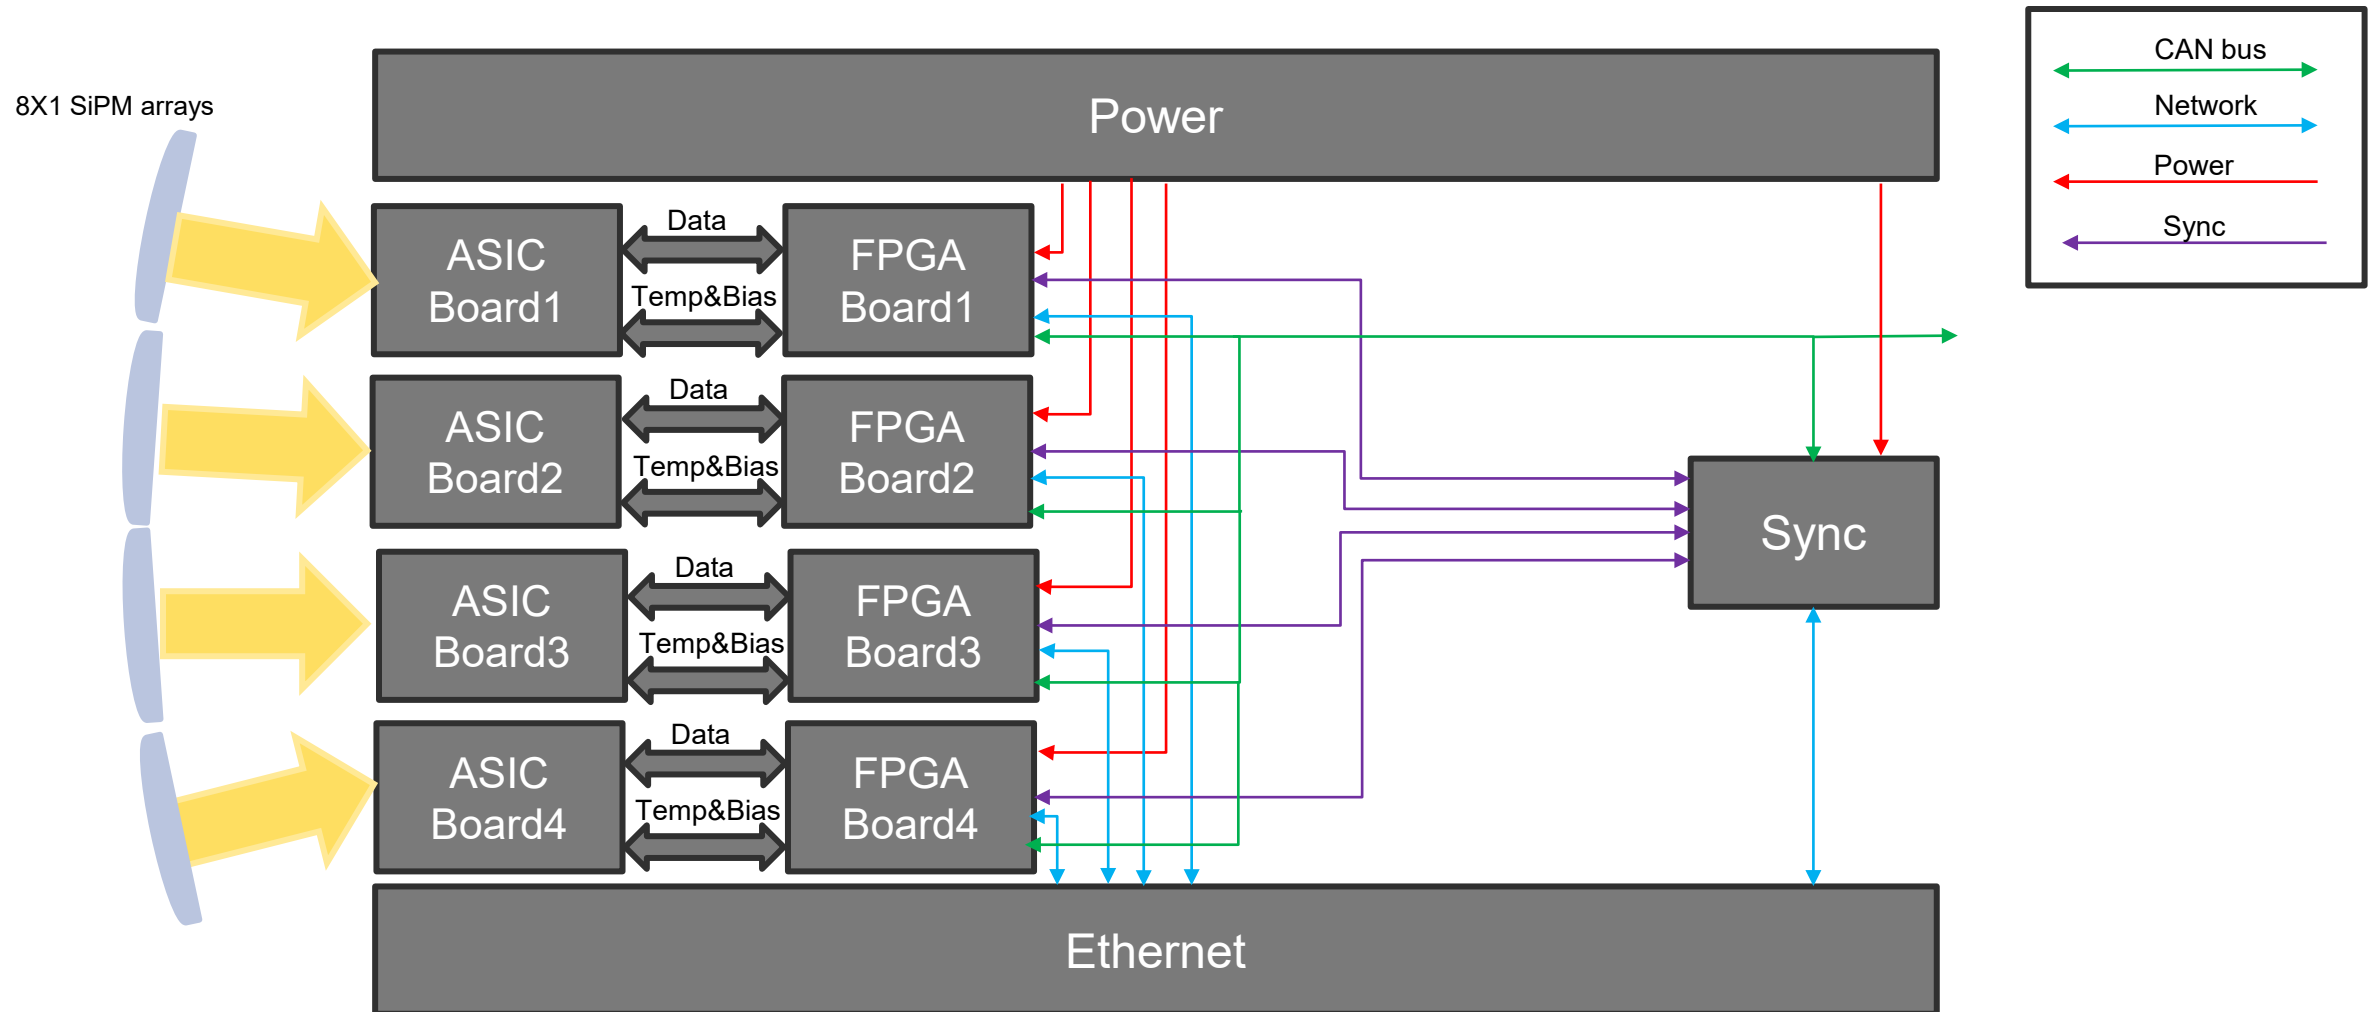 CAN bus
Network
Power
Sync
8X1 SiPM arrays
Power
ASIC
Board1
Data
Temp&Bias
FPGA
Board1
ASIC
Board2
Data
Temp&Bias
FPGA
Board2
Sync
ASIC
Board3
Data
Temp&Bias
FPGA
Board3
ASIC
Board4
Data
Temp&Bias
FPGA
Board4
Ethernet